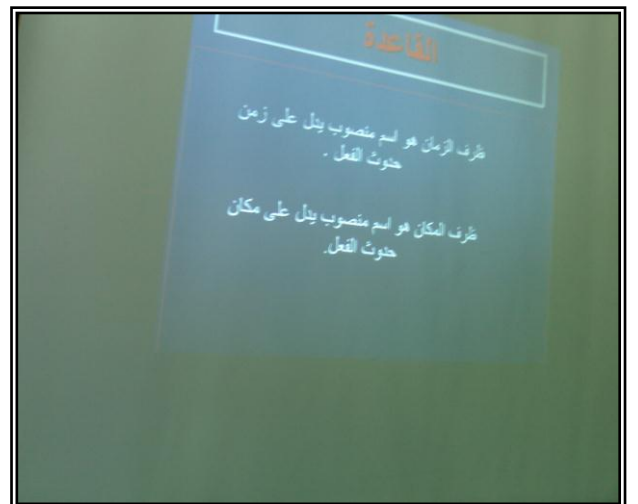 القاعدة
ظرف الزمان هو اسم منصوب يدل على زمن
حدوث الفعل .
ظرف المكان هو اسم منصوب يدل على مكان
حدوث الفعل.